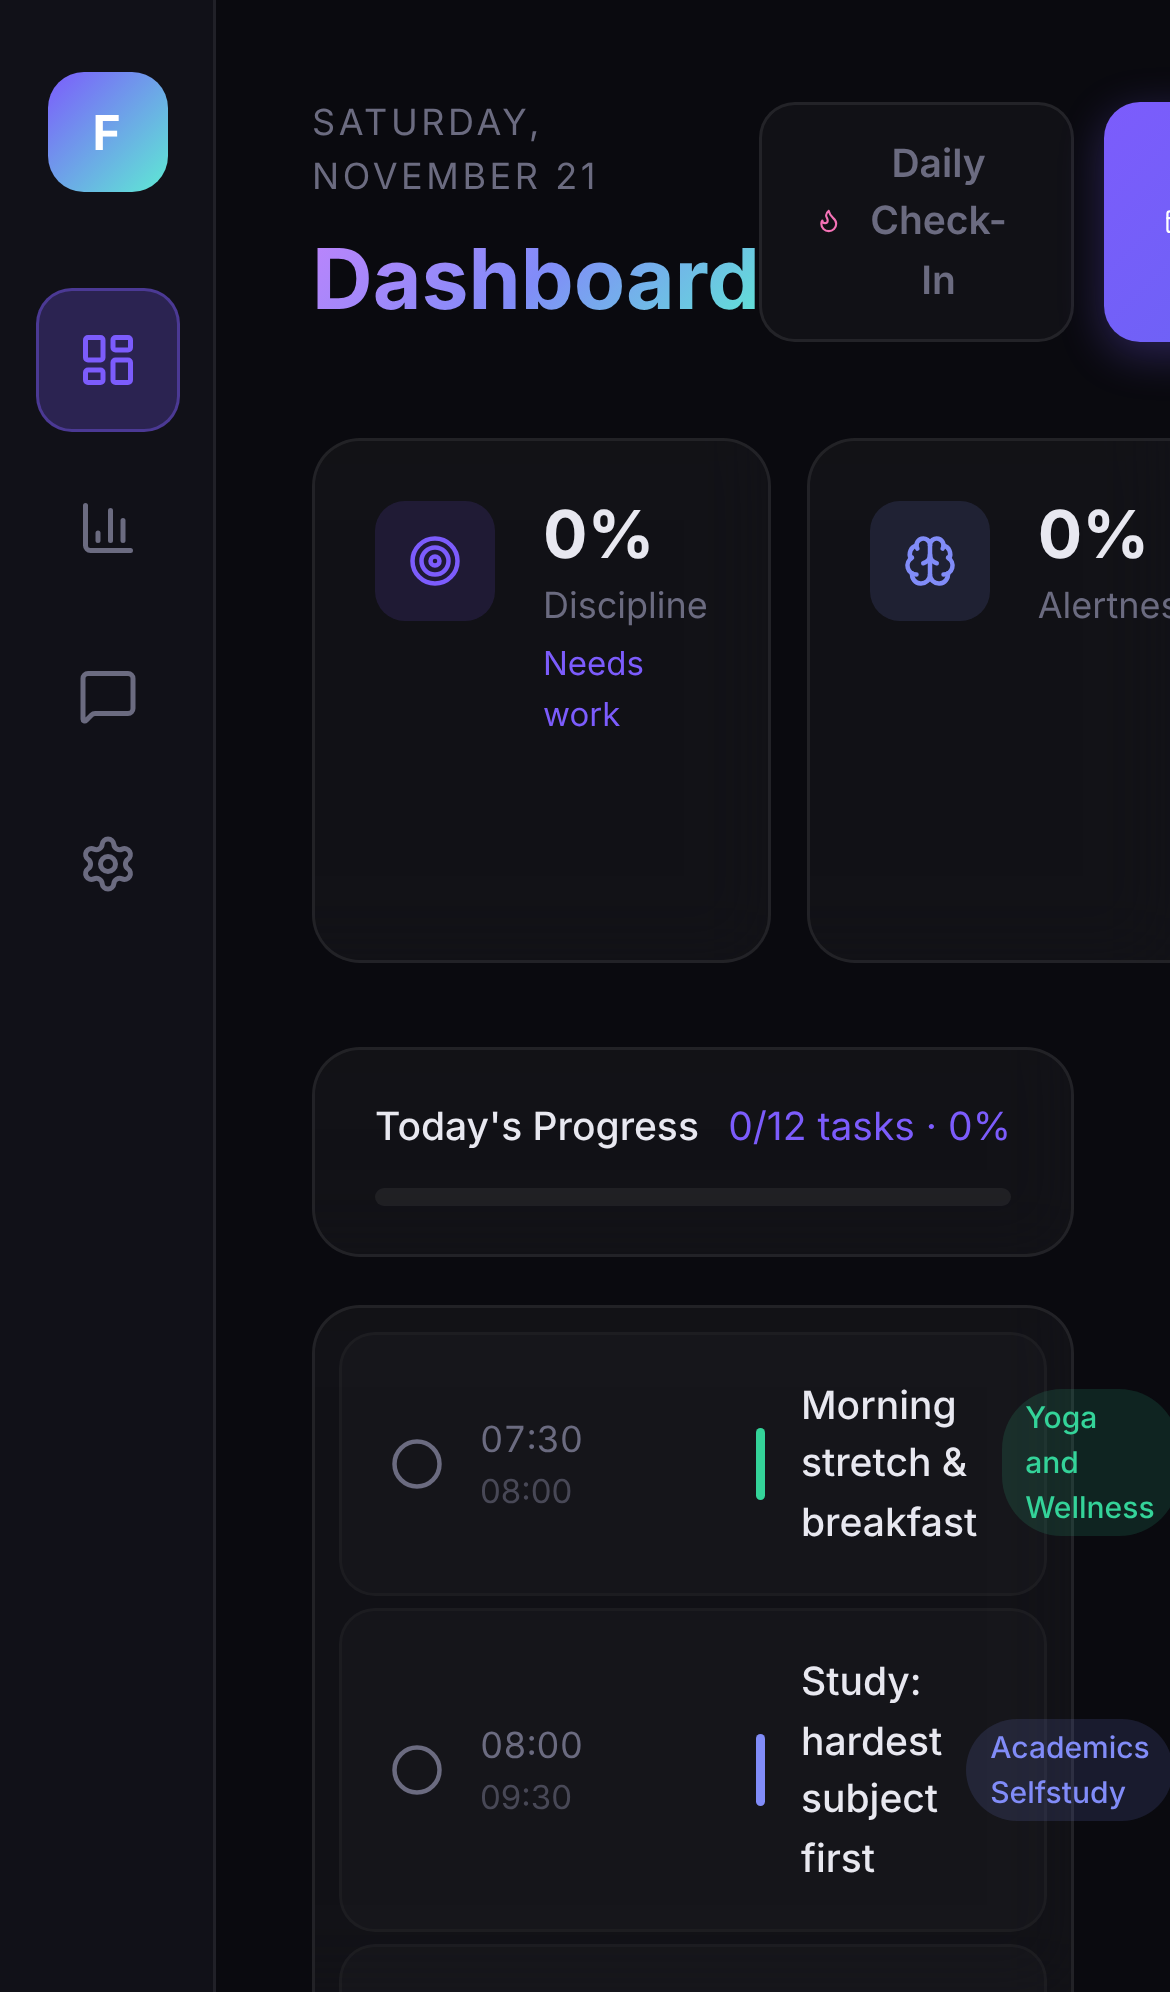 F
SATURDAY,
NOVEMBER 21
Dashboard
Daily
Check-
In
0%
Discipline
Needs
work
0%
Today's Progress 0/12 tasks · 0%
07:30
08:00
Morning
stretch &
breakfast
Yoga
and
Wellness
08:00
09:30
Study:
hardest
subject
first
Academics
Selfstudy